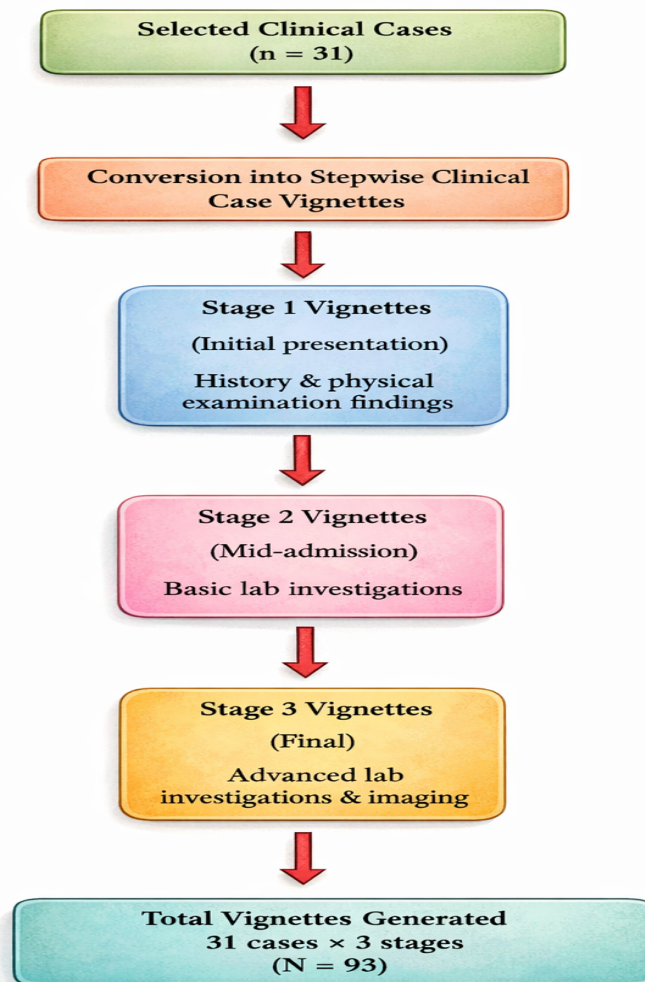 Selected Clinical Cases
(n = 31)
Conversion into Stepwise Clinical
Case Vignettes
Stage 1 Vignettes
(Initial presentation)
History & physical
examination findings
Stage 2 Vignettes
(Mid-admission)
Basic lab investigations
Stage 3 Vignettes
(Final)
Advanced lab
investigations & imaging
Total Vignettes Generated
31 cases × 3 stages
(N = 93)